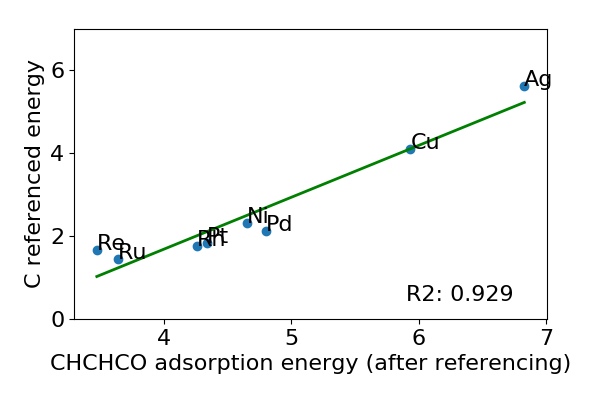 C referenced energy
6
4
2
0
Ag
Cu
Ni
Pd
Pt
Rh
Re
Ru
R2: 0.929
4 5 6 7
CHCHCO adsorption energy (after referencing)